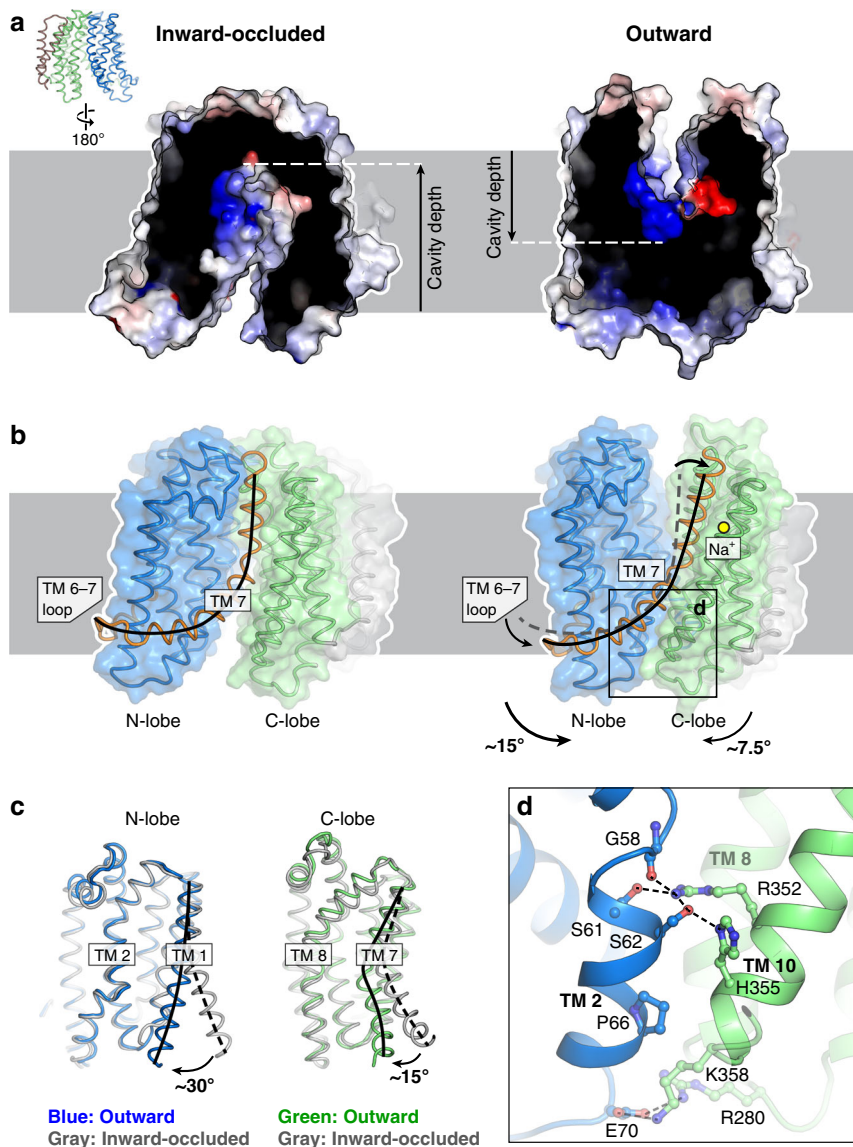 a
Inward-occluded
Outward
180°
Cavity depth
Cavity depth
b
TM 6–7
loop
TM 7
N-lobe
C-lobe
TM 6–7
loop
TM 7
Na⁺
d
N-lobe
C-lobe
~15°
~7.5°
c
N-lobe
C-lobe
TM 2
TM 1
TM 8
TM 7
~30°
~15°
Blue: Outward
Gray: Inward-occluded
Green: Outward
Gray: Inward-occluded
d
G58
TM 8
R352
S61
S62
TM 10
H355
TM 2
P66
K358
R280
E70